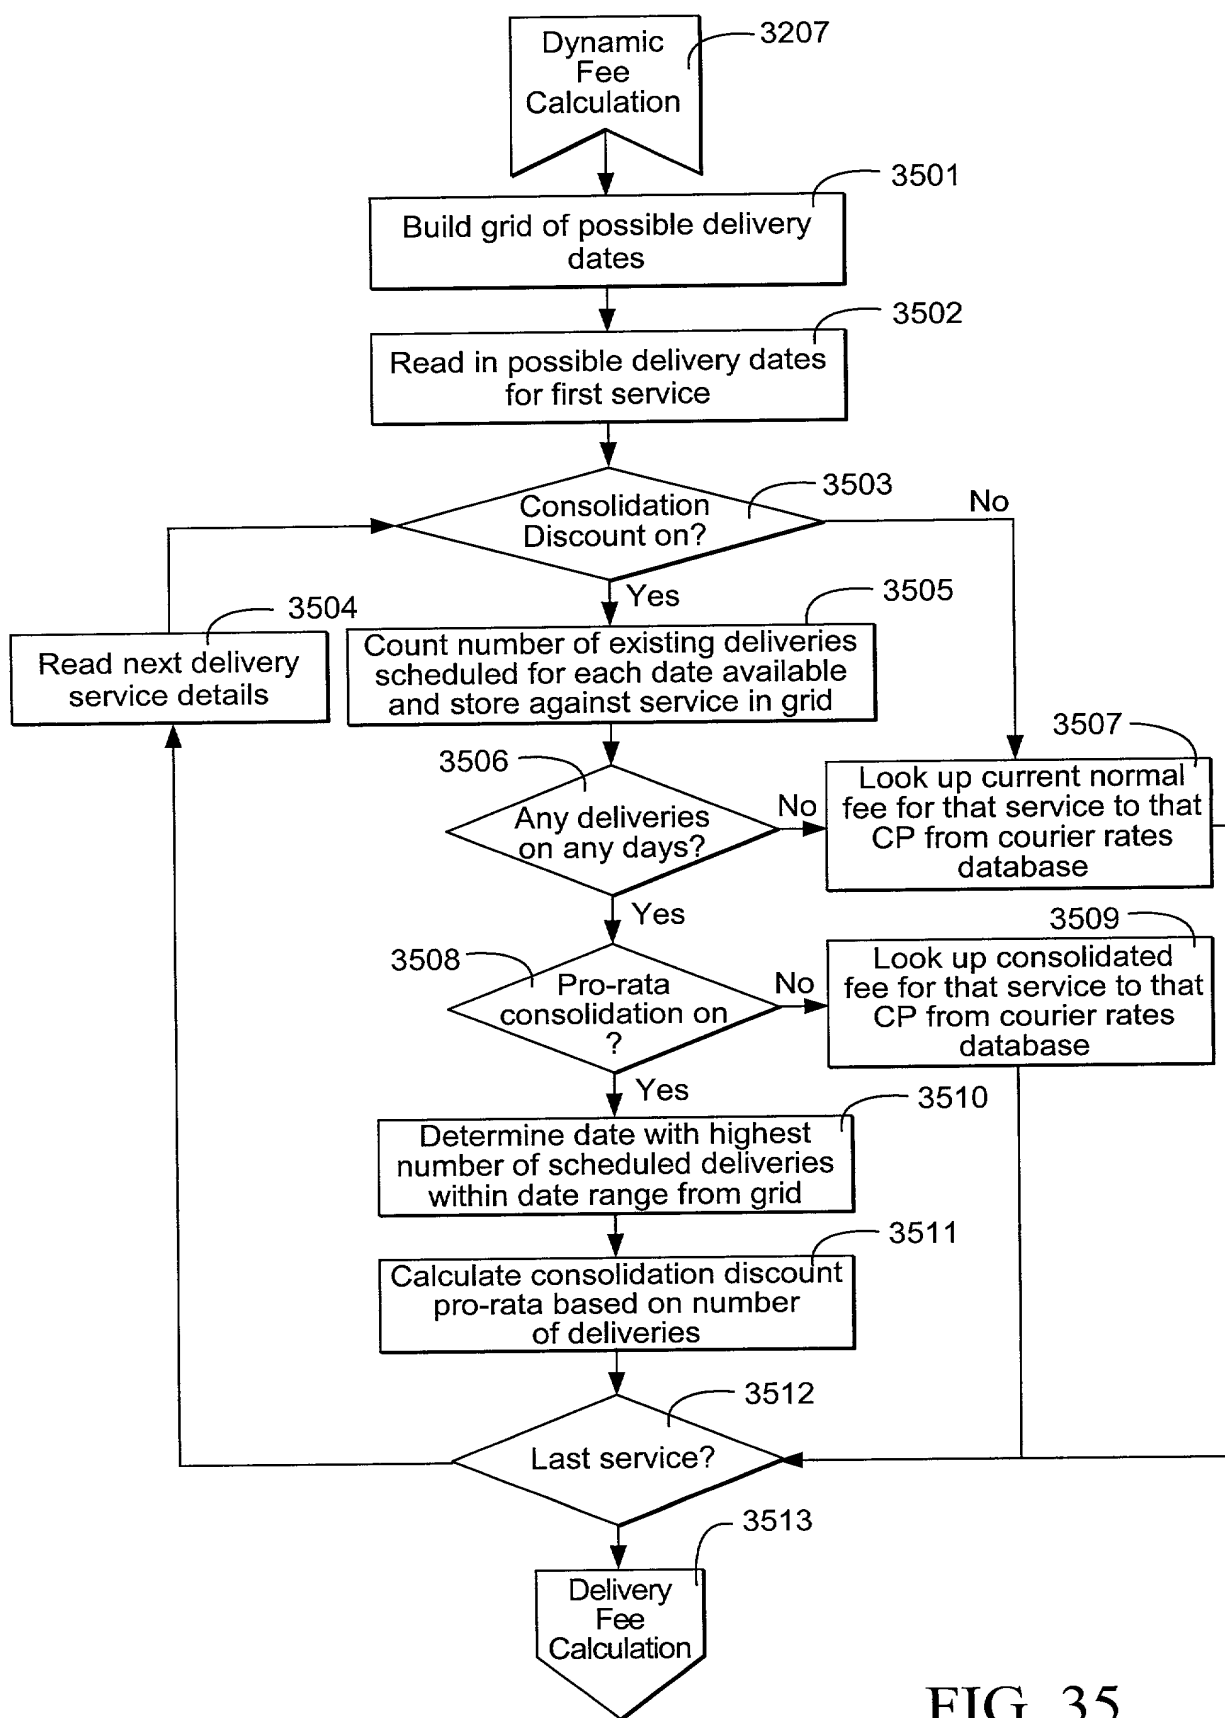 Dynamic
Fee
Calculation
3207
3501
Build grid of possible delivery
dates
3502
Read in possible delivery dates
for first service
Consolidation
Discount on?
3503
No
Yes
3504
Read next delivery
service details
3505
Count number of existing deliveries
scheduled for each date available
and store against service in grid
3506
Any deliveries
on any days?
No
Yes
3507
Look up current normal
fee for that service to that
CP from courier rates
database
3508
Pro-rata
consolidation on
?
No
Yes
3509
Look up consolidated
fee for that service to that
CP from courier rates
database
3510
Determine date with highest
number of scheduled deliveries
within date range from grid
3511
Calculate consolidation discount
pro-rata based on number
of deliveries
3512
Last service?
3513
Delivery
Fee
Calculation
FIG. 35